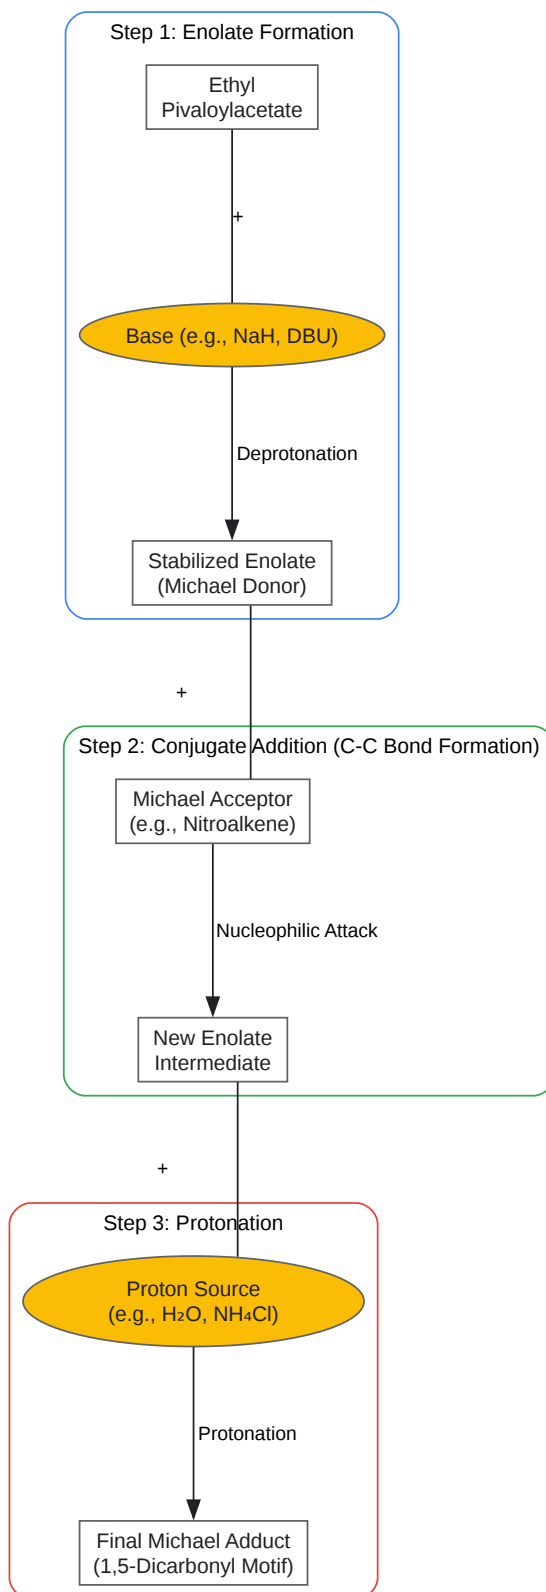 Step 1: Enolate Formation
Ethyl
Pivaloylacetate
+
Base (e.g., NaH, DBU)
Deprotonation
Stabilized Enolate
(Michael Donor)
+
Step 2: Conjugate Addition (C-C Bond Formation)
Michael Acceptor
(e.g., Nitroalkene)
Nucleophilic Attack
New Enolate
Intermediate
+
Step 3: Protonation
Proton Source
(e.g., H₂O, NH₄Cl)
Protonation
Final Michael Adduct
(1,5-Dicarbonyl Motif)